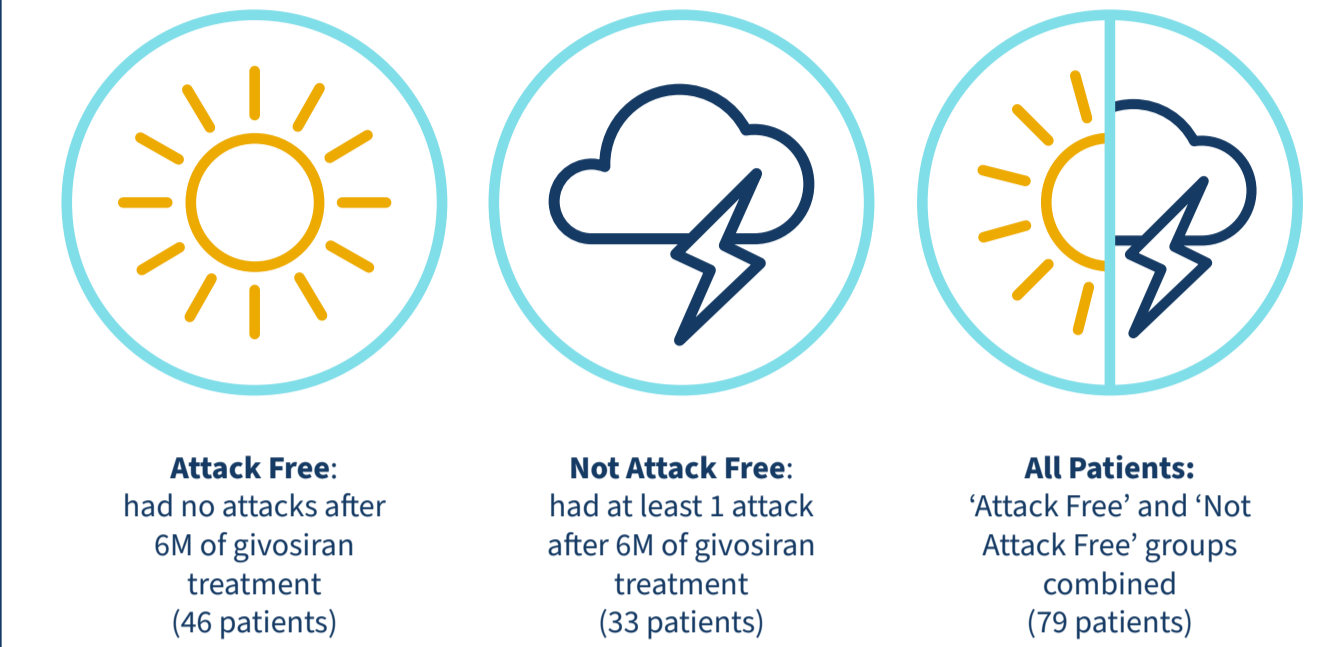 Attack Free:
had no attacks after
6M of givosiran
treatment
(46 patients)
Not Attack Free:
had at least 1 attack
after 6M of givosiran
treatment
(33 patients)
All Patients:
‘Attack Free’ and ‘Not
Attack Free’ groups
combined
(79 patients)